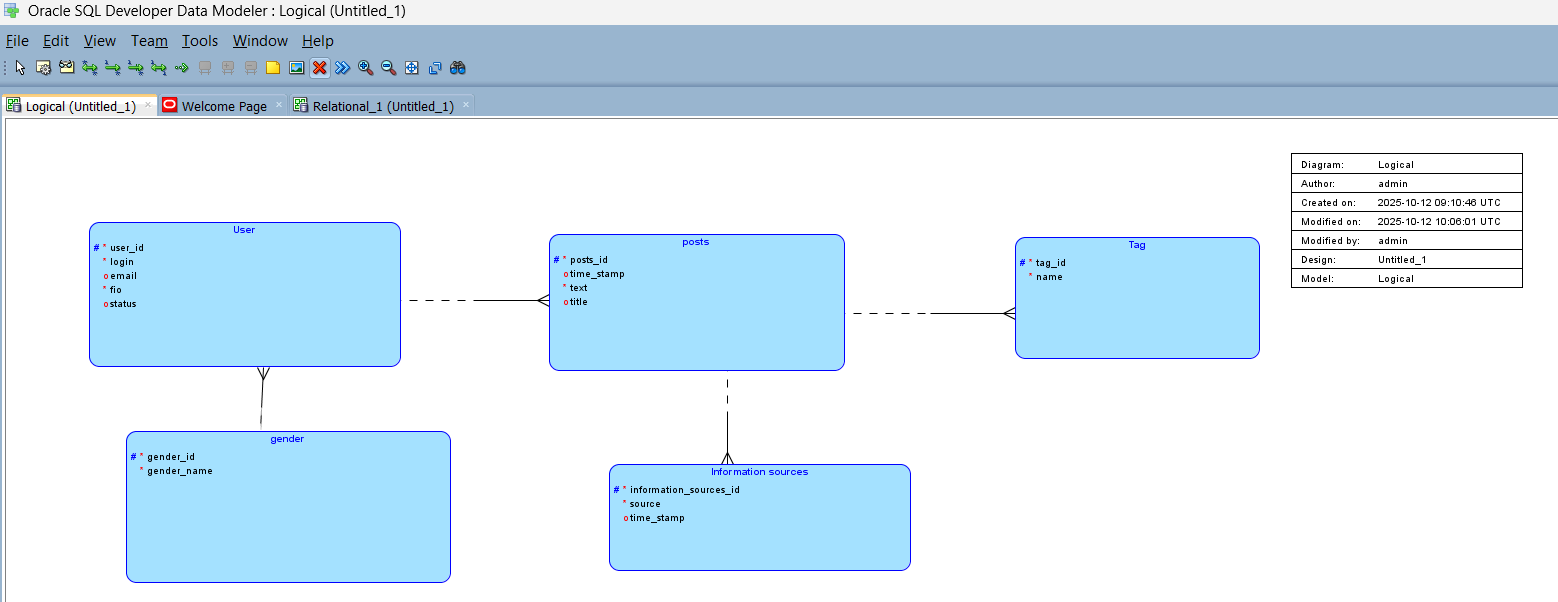 Oracle SQL Developer Data Modeler : Logical (Untitled_1)
File Edit View Team Tools Window Help
Logical (Untitled_1) × Welcome Page × Relational_1 (Untitled_1) ×
Diagram: Logical
Author: admin
Created on: 2025-10-12 09:10:46 UTC
Modified on: 2025-10-12 10:06:01 UTC
Modified by: admin
Design: Untitled_1
Model: Logical
User
# * user_id
* login
o email
* fio
o status
posts
# * posts_id
o time_stamp
* text
o title
Tag
# * tag_id
* name
gender
# * gender_id
* gender_name
Information sources
# * information_sources_id
* source
o time_stamp